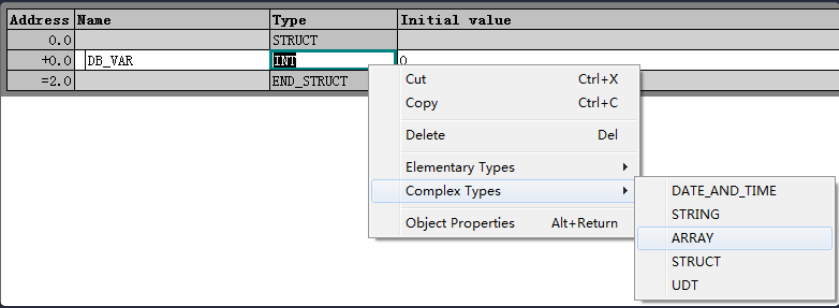 Address Name Type Initial value
0.0 STRUCT
+0.0 DB_VAR INT 0
=2.0 END_STRUCT
Cut Ctrl+X
Copy Ctrl+C
Delete Del
Elementary Types
Complex Types
Object Properties Alt+Return
DATE_AND_TIME
STRING
ARRAY
STRUCT
UDT